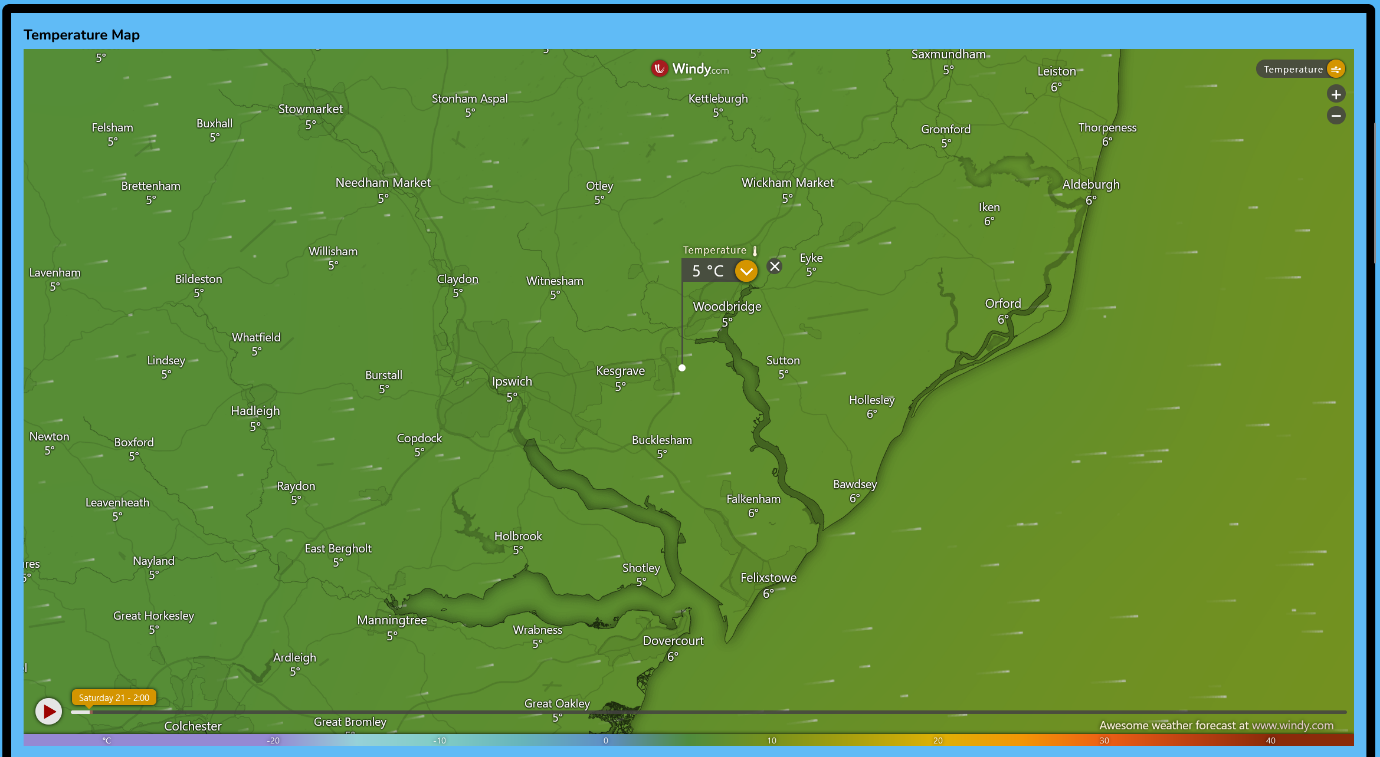 Temperature Map
5°
5°
Windy.com
Saxmundham
5°
Temperature
Leiston
6°
+
−
Stonham Aspal
5°
Kettleburgh
5°
Stowmarket
5°
Felsham
5°
Buxhall
5°
Gromford
5°
Thorpeness
6°
Brettenham
5°
Needham Market
5°
Otley
5°
Wickham Market
5°
Aldeburgh
6°
Iken
6°
Willisham
5°
Temperature
5 °C
Eyke
5°
Lavenham
5°
Bildeston
5°
Claydon
5°
Witnesham
5°
Woodbridge
5°
Orford
6°
Whatfield
5°
Lindsey
5°
Burstall
5°
Ipswich
5°
Kesgrave
5°
Sutton
5°
Hollesley
6°
Hadleigh
5°
Newton
5°
Boxford
5°
Copdock
5°
Bucklesham
5°
Raydon
5°
Leavenheath
5°
Falkenham
6°
Bawdsey
6°
Holbrook
5°
East Bergholt
5°
Nayland
5°
res
5°
Shotley
5°
Felixstowe
6°
Great Horkesley
5°
Manningtree
5°
Wrabness
5°
Dovercourt
6°
Ardleigh
5°
Saturday 21 - 2:00
Great Oakley
5°
Colchester
Great Bromley
5°
Awesome weather forecast at www.windy.com
°C -20 -10 0 10 20 30 40